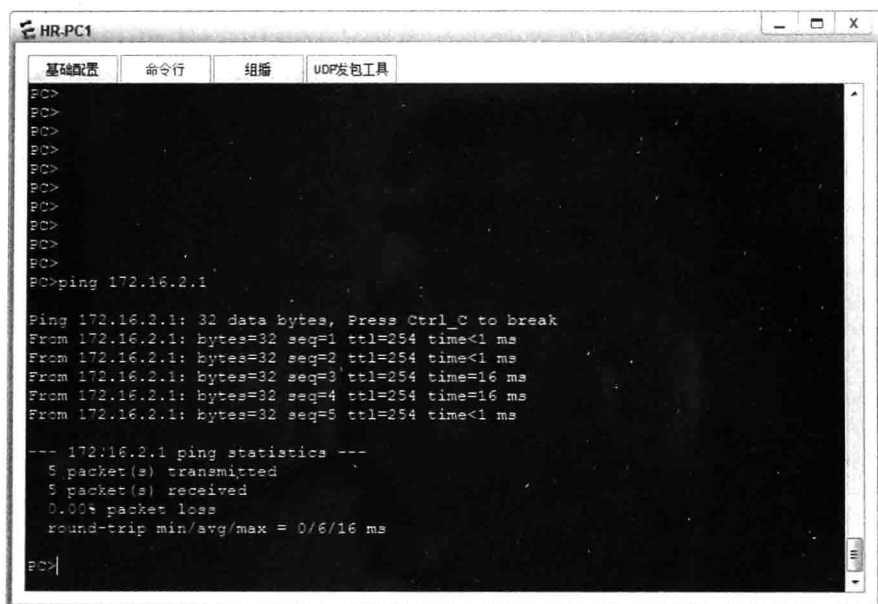 HR-PC1
基础配置 命令行 组播 UDP发包工具
PC>
PC>
PC>
PC>
PC>
PC>
PC>
PC>
PC>
PC>
PC>ping 172.16.2.1
Ping 172.16.2.1: 32 data bytes, Press Ctrl_C to break
From 172.16.2.1: bytes=32 seq=1 ttl=254 time<1 ms
From 172.16.2.1: bytes=32 seq=2 ttl=254 time<1 ms
From 172.16.2.1: bytes=32 seq=3 ttl=254 time=16 ms
From 172.16.2.1: bytes=32 seq=4 ttl=254 time=16 ms
From 172.16.2.1: bytes=32 seq=5 ttl=254 time<1 ms
--- 172.16.2.1 ping statistics ---
5 packet(s) transmitted
5 packet(s) received
0.00% packet loss
round-trip min/avg/max = 0/6/16 ms
PC>